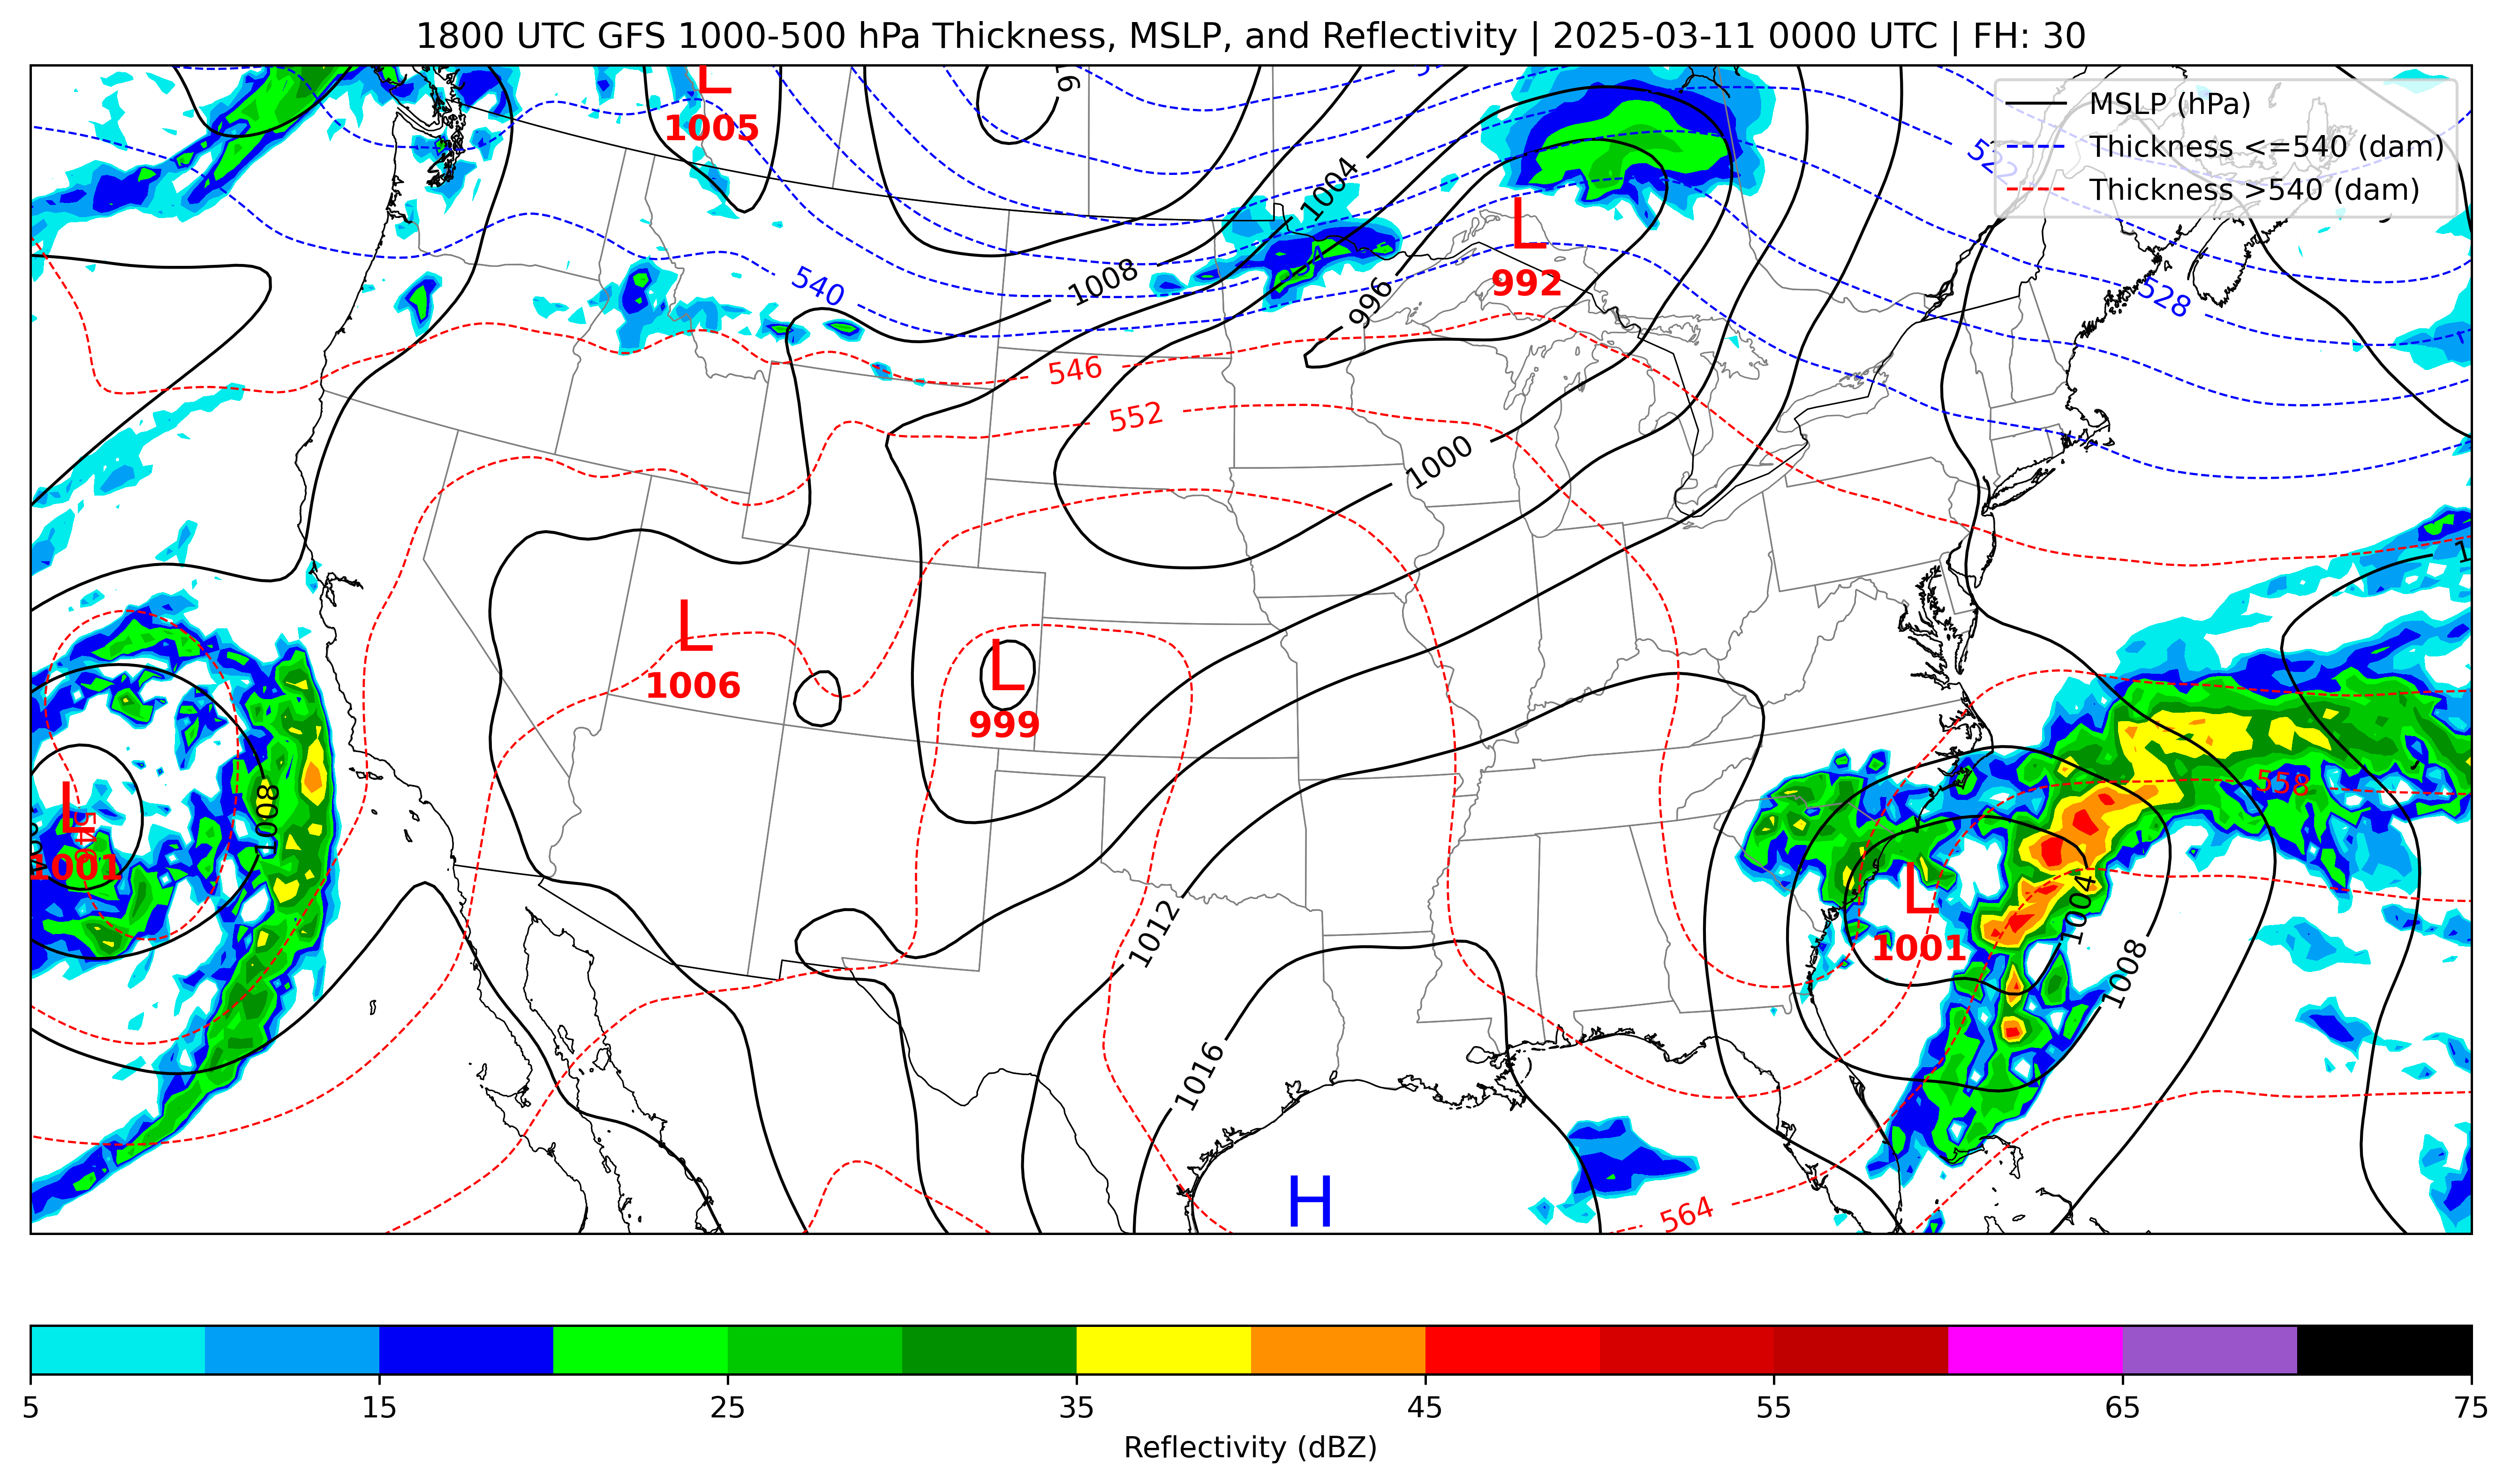 1800 UTC GFS 1000-500 hPa Thickness, MSLP, and Reflectivity | 2025-03-11 0000 UTC | FH: 30
MSLP (hPa)
Thickness <=540 (dam)
Thickness >540 (dam)
L
1005
1004
L
992
522
528
540
1008
996
546
552
1000
L
1006
L
999
L
1001
1008
558
L
1001
1004
1008
1012
1016
H
564
5 15 25 35 45 55 65 75
Reflectivity (dBZ)